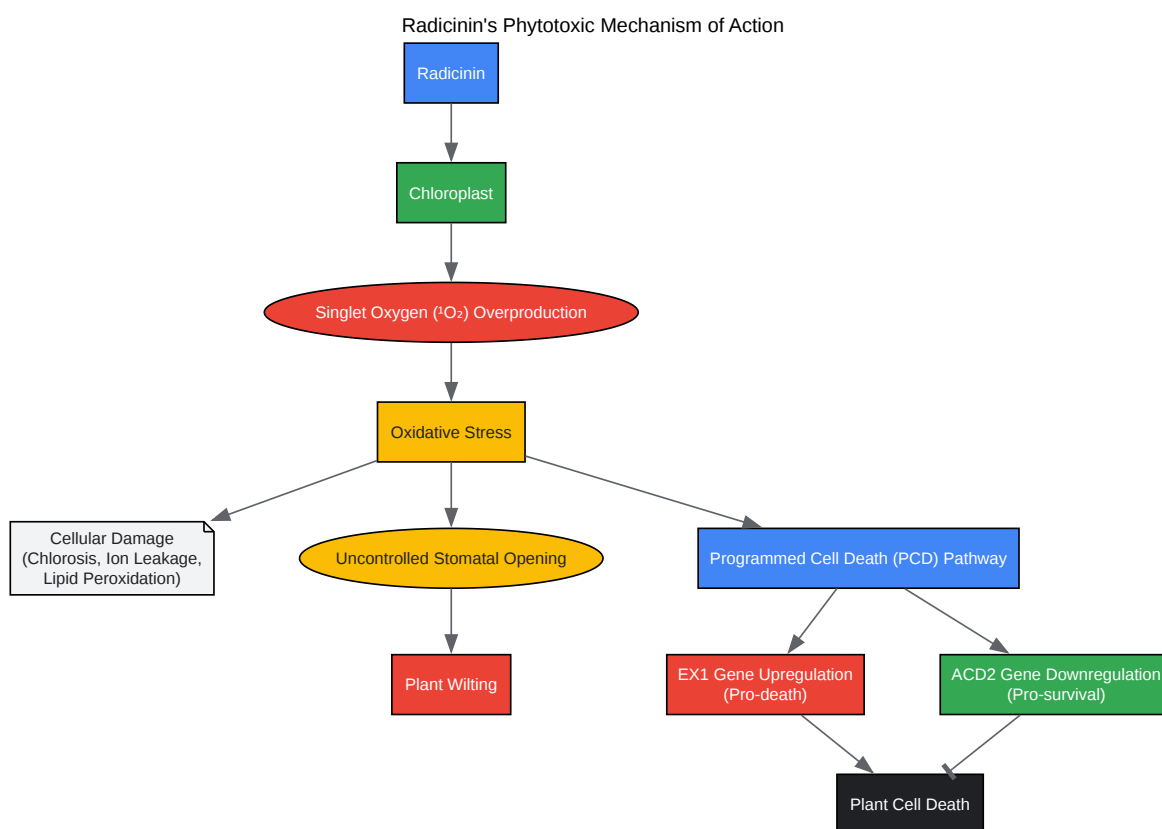 Radicinin's Phytotoxic Mechanism of Action
Radicinin
Chloroplast
Singlet Oxygen (¹O₂) Overproduction
Oxidative Stress
Cellular Damage
(Chlorosis, Ion Leakage,
Lipid Peroxidation)
Uncontrolled Stomatal Opening
Programmed Cell Death (PCD) Pathway
Plant Wilting
EX1 Gene Upregulation
(Pro-death)
ACD2 Gene Downregulation
(Pro-survival)
Plant Cell Death